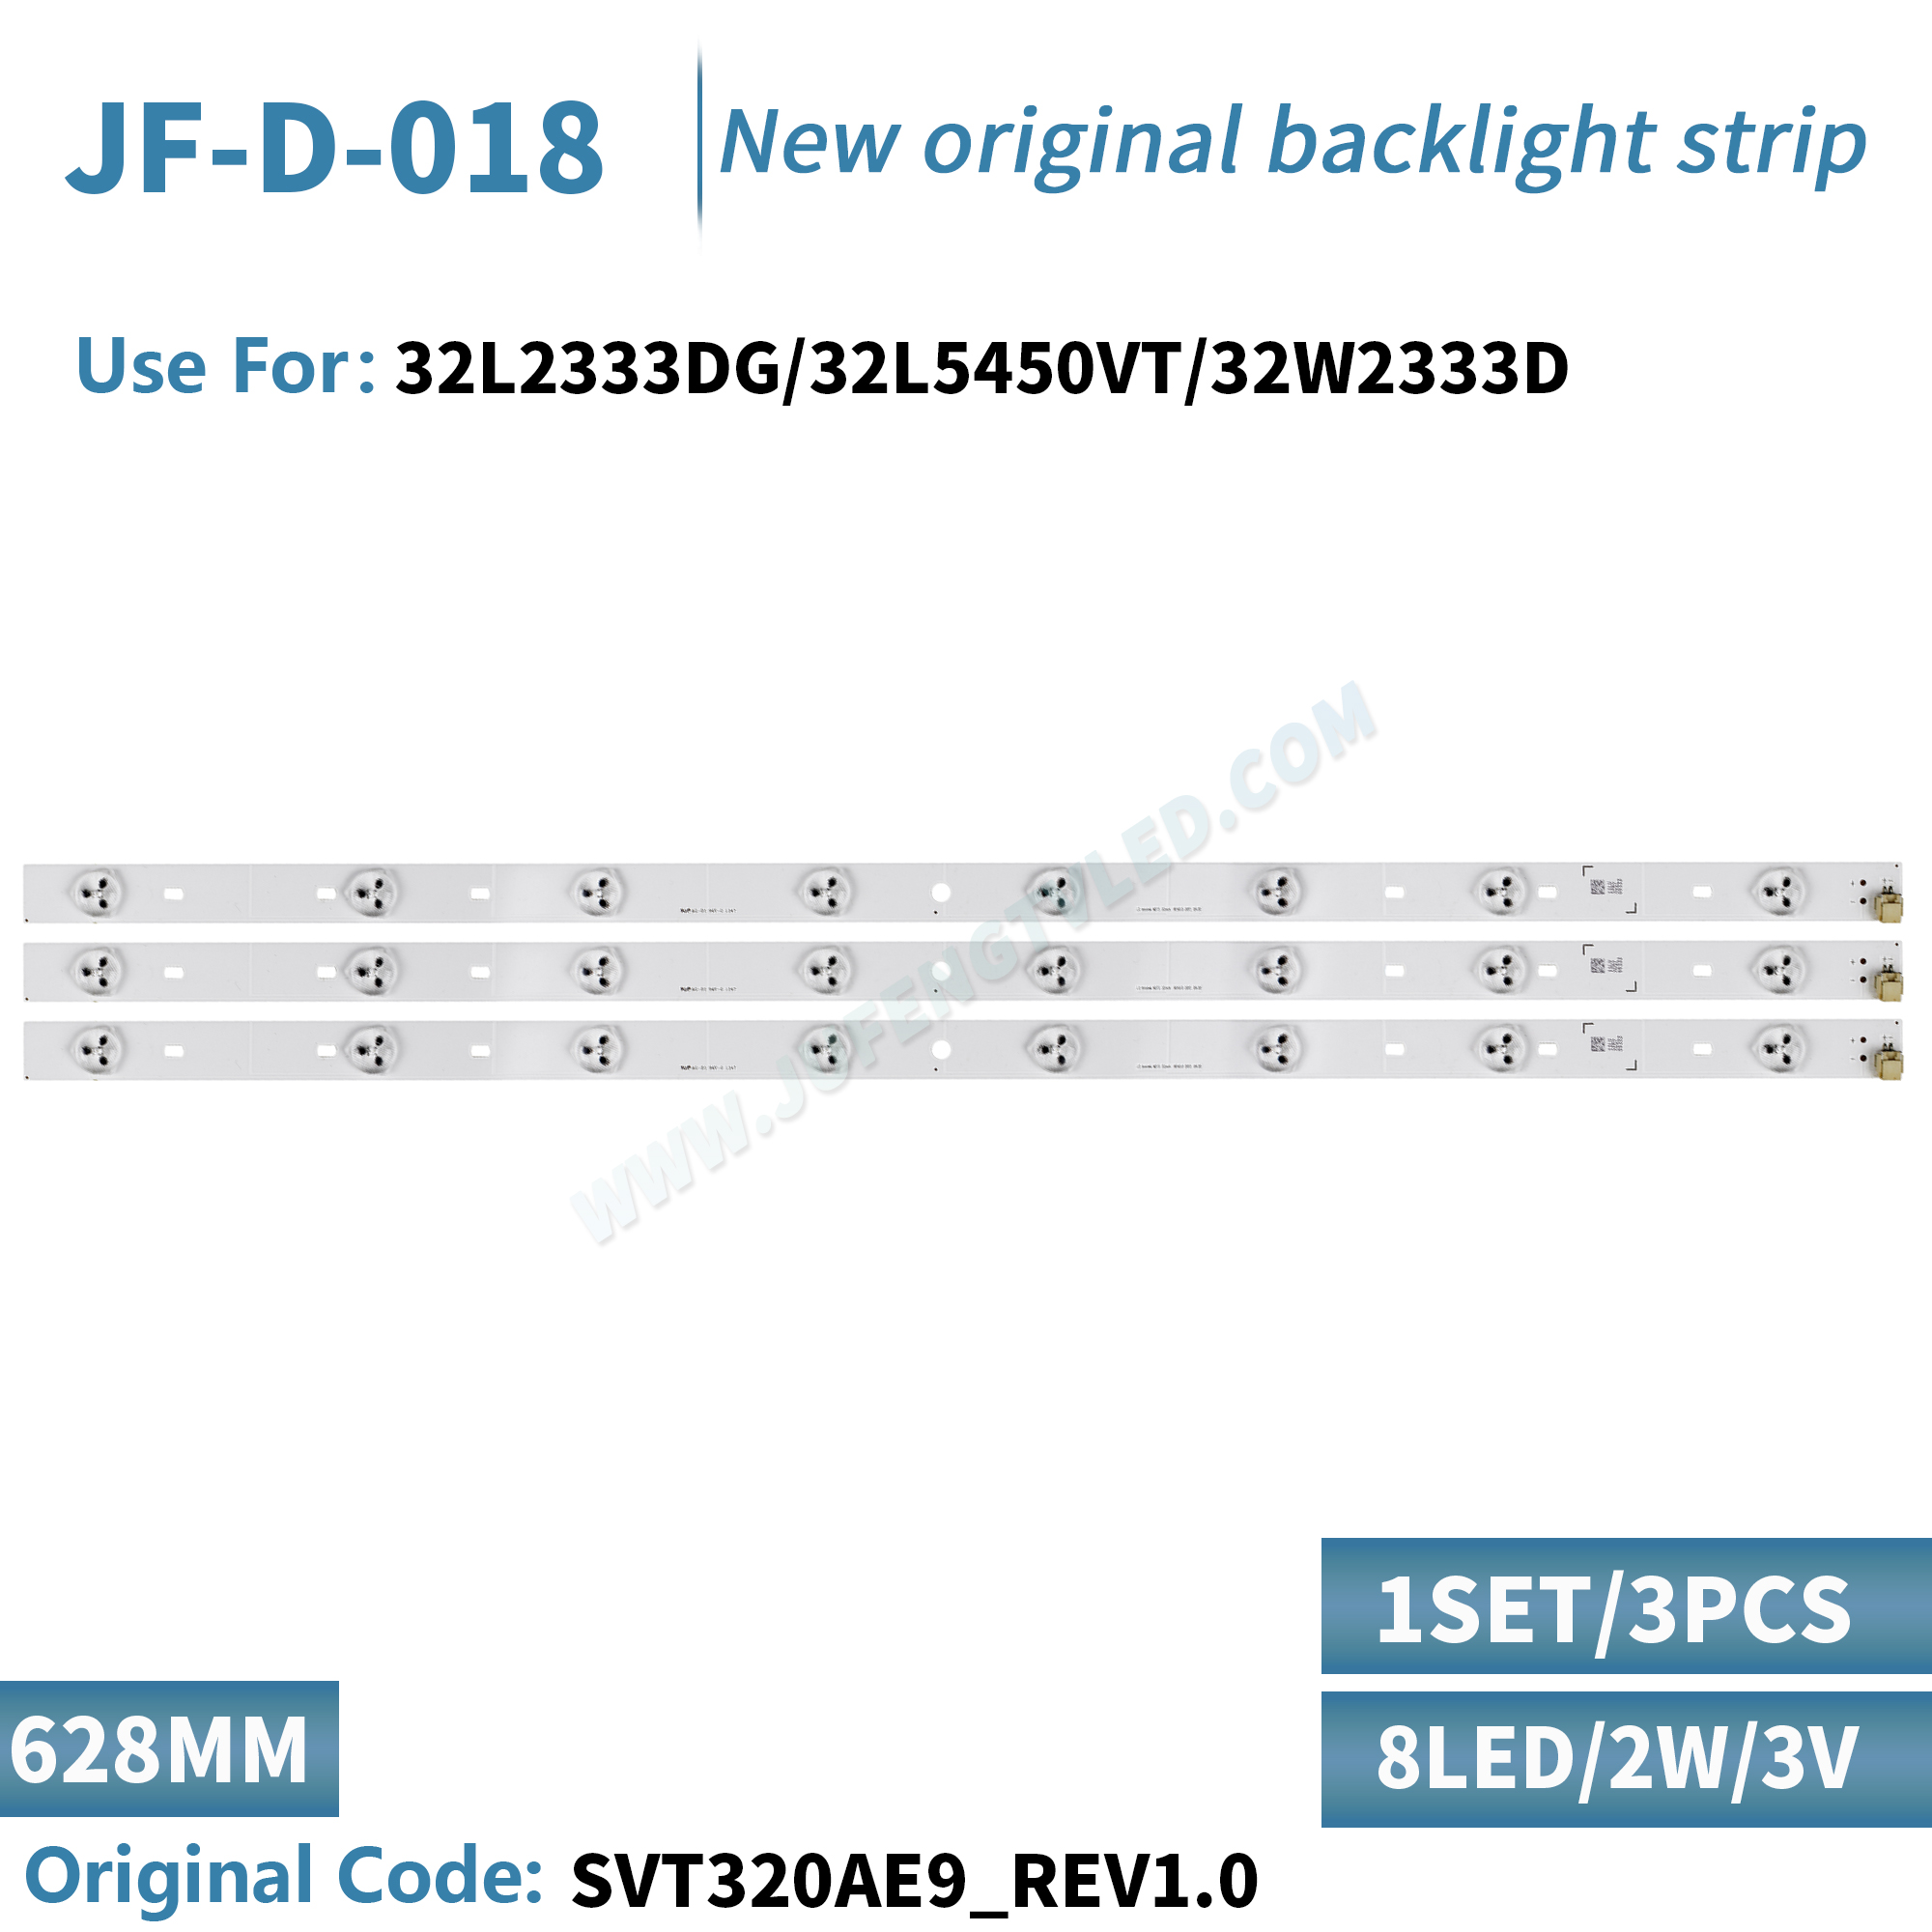 JF-D-018
New original backlight strip
Use For: 32L2333DG/32L5450VT/32W2333D
WWW.JUFENGTVLED.COM
1SET/3PCS
628MM
8LED/2W/3V
Original Code: SVT320AE9_REV1.0